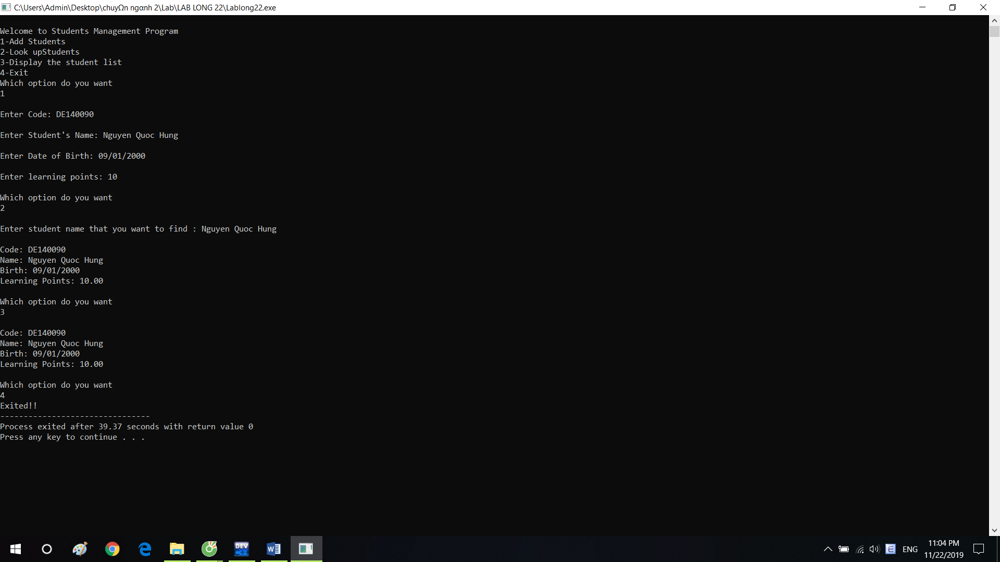 C:\Users\Admin\Desktop\chuyΩn ngαnh 2\Lab\LAB LONG 22\Lablong22.exe
Welcome to Students Management Program
1-Add Students
2-Look upStudents
3-Display the student list
4-Exit
Which option do you want
1
Enter Code: DE140090
Enter Student's Name: Nguyen Quoc Hung
Enter Date of Birth: 09/01/2000
Enter learning points: 10
Which option do you want
2
Enter student name that you want to find : Nguyen Quoc Hung
Code: DE140090
Name: Nguyen Quoc Hung
Birth: 09/01/2000
Learning Points: 10.00
Which option do you want
3
Code: DE140090
Name: Nguyen Quoc Hung
Birth: 09/01/2000
Learning Points: 10.00
Which option do you want
4
Exited!!
--------------------------------
Process exited after 39.37 seconds with return value 0
Press any key to continue . . .
DEV C++
W
E
ENG
11:04 PM
11/22/2019